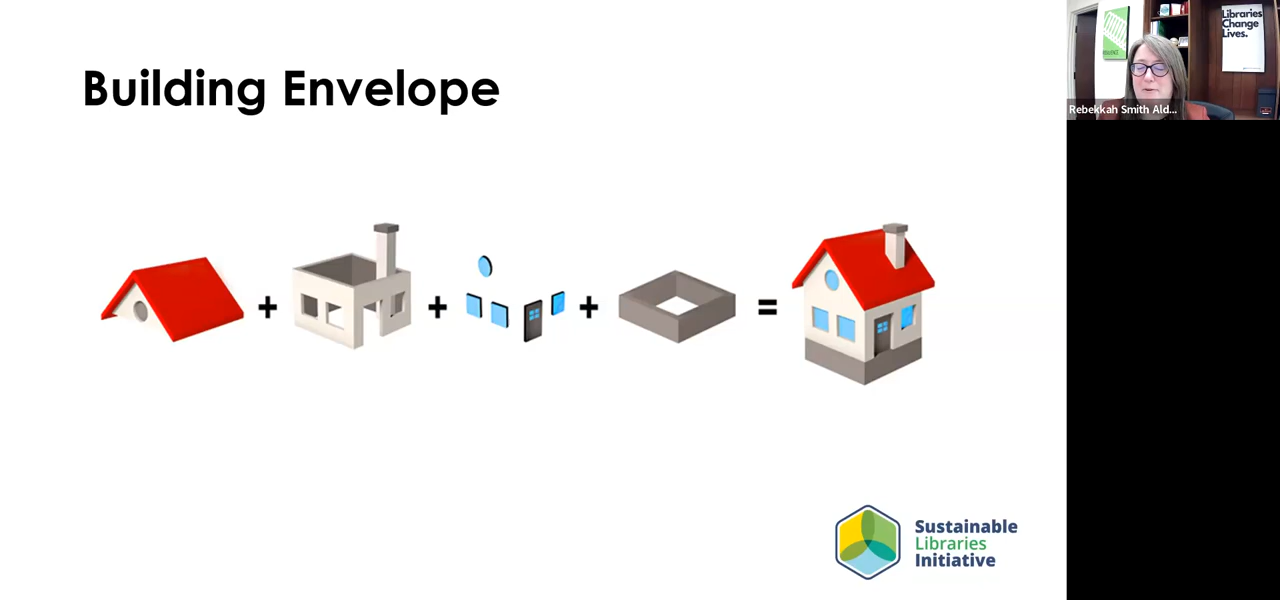 Building Envelope
+ + + =
Sustainable
Libraries
Initiative
Libraries
Change
Lives.
Rebekkah Smith Ald...